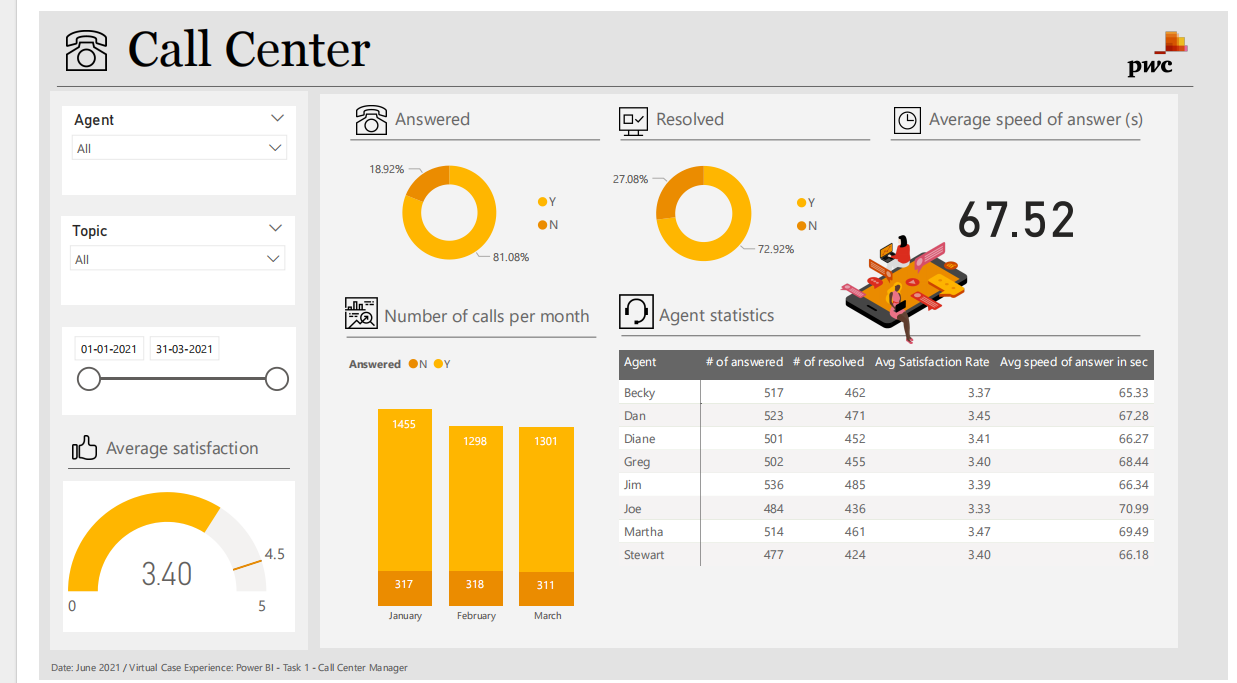 Call Center
pwc
Agent
All
Topic
All
01-01-2021 31-03-2021
Average satisfaction
3.40
4.5
0 5
Answered
18.92%
Y
N
81.08%
Resolved
27.08%
Y
N
72.92%
Average speed of answer (s)
67.52
Number of calls per month
Answered N Y
1455 1298 1301
317 318 311
January February March
Agent statistics
Agent # of answered # of resolved Avg Satisfaction Rate Avg speed of answer in sec
Becky 517 462 3.37 65.33
Dan 523 471 3.45 67.28
Diane 501 452 3.41 66.27
Greg 502 455 3.40 68.44
Jim 536 485 3.39 66.34
Joe 484 436 3.33 70.99
Martha 514 461 3.47 69.49
Stewart 477 424 3.40 66.18
Date: June 2021 / Virtual Case Experience: Power BI - Task 1 - Call Center Manager